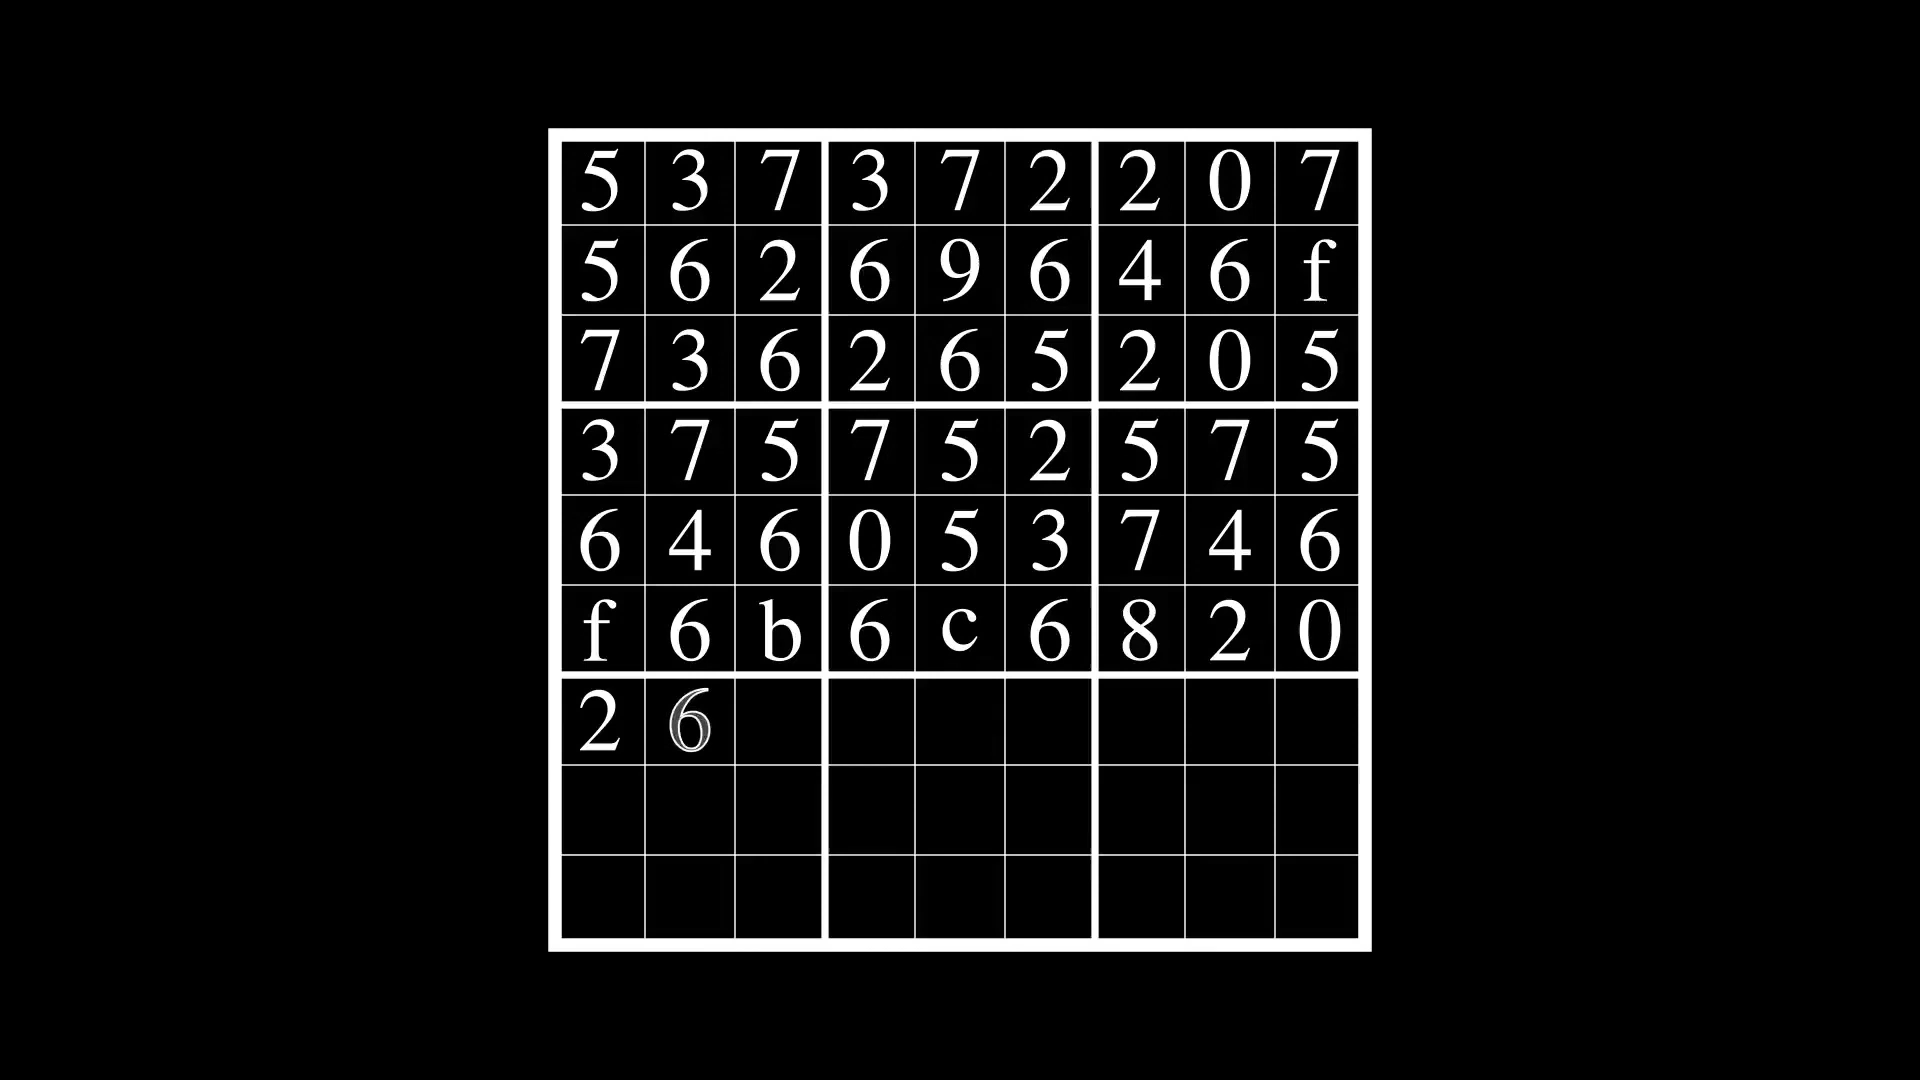 5 3 7 3 7 2 2 0 7
5 6 2 6 9 6 4 6 f
7 3 6 2 6 5 2 0 5
3 7 5 7 5 2 5 7 5
6 4 6 0 5 3 7 4 6
f 6 b 6 c 6 8 2 0
2 6